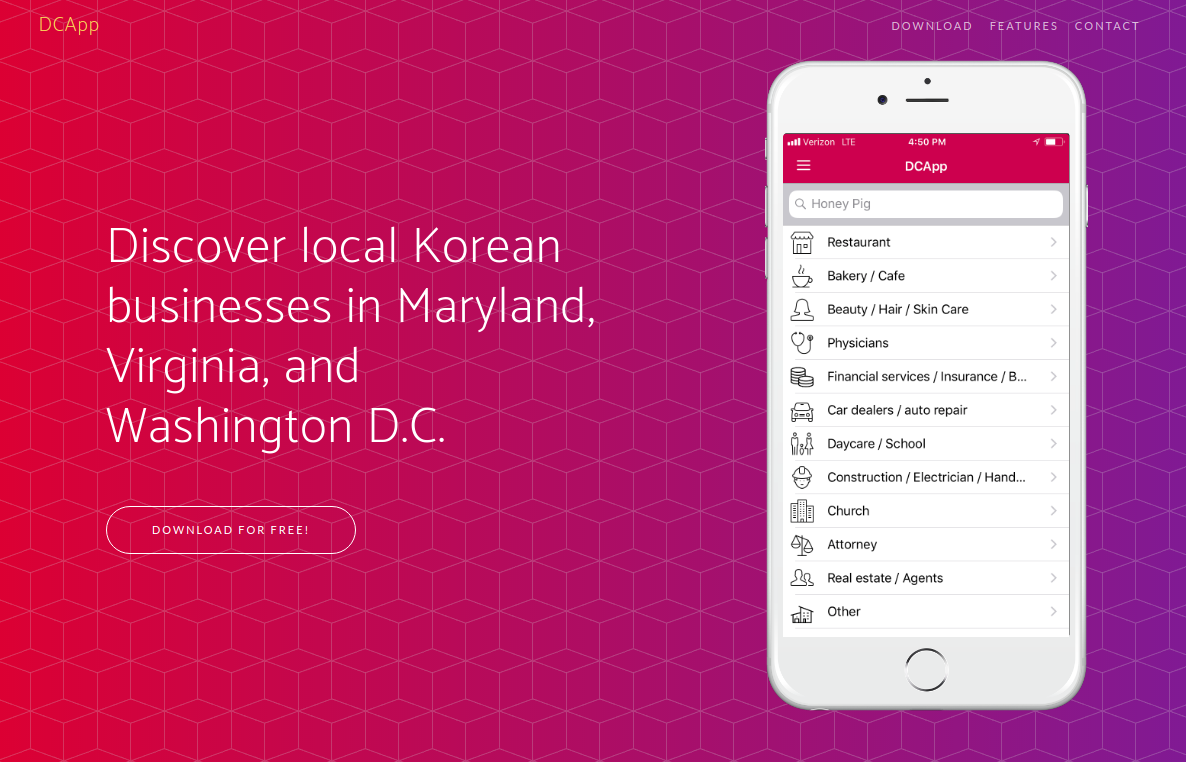 DCApp
DOWNLOAD FEATURES CONTACT
Discover local Korean
businesses in Maryland,
Virginia, and
Washington D.C.
DOWNLOAD FOR FREE!
Verizon LTE 4:50 PM
DCApp
Honey Pig
Restaurant
Bakery / Cafe
Beauty / Hair / Skin Care
Physicians
Financial services / Insurance / B...
Car dealers / auto repair
Daycare / School
Construction / Electrician / Hand...
Church
Attorney
Real estate / Agents
Other